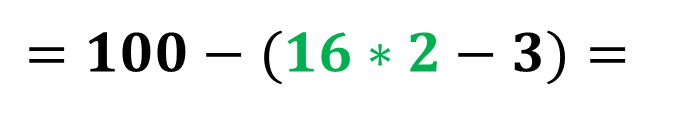 = 100 − (16 * 2 − 3) =